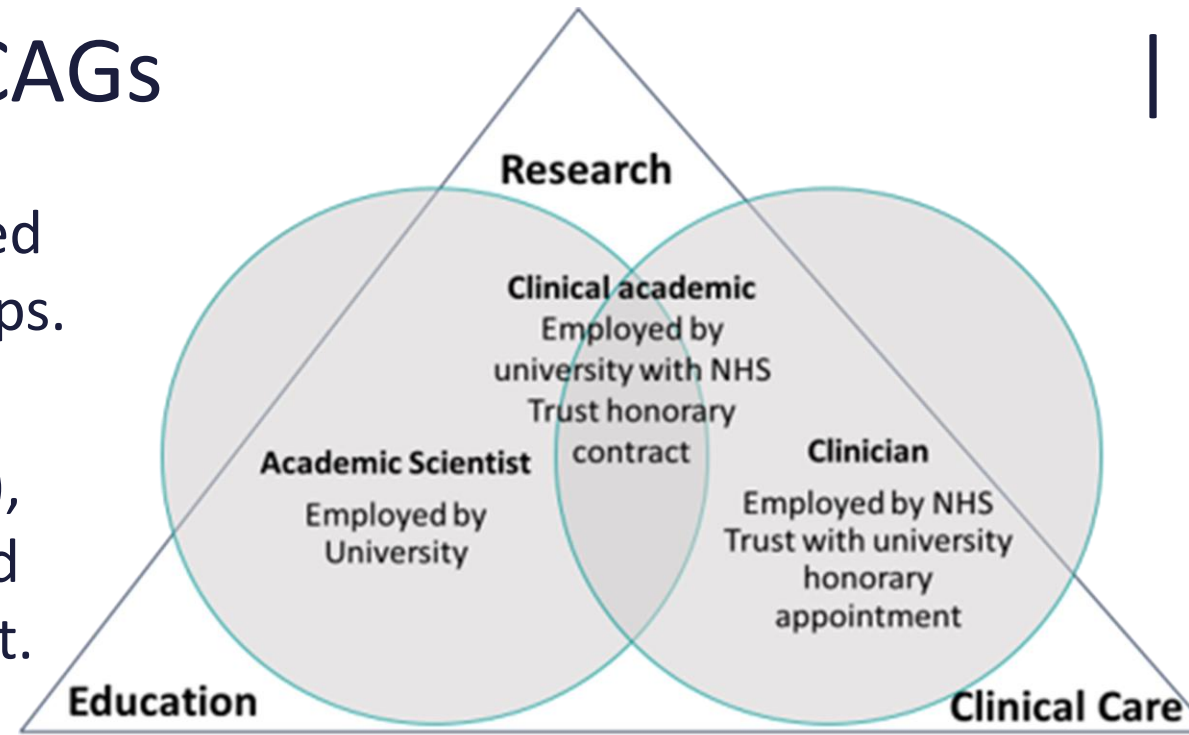 CAGs
ed
ps.
),
d
t.
Research
Clinical academic
Employed by
university with NHS
Trust honorary
contract
Academic Scientist
Employed by
University
Clinician
Employed by NHS
Trust with university
honorary
appointment
Education
Clinical Care